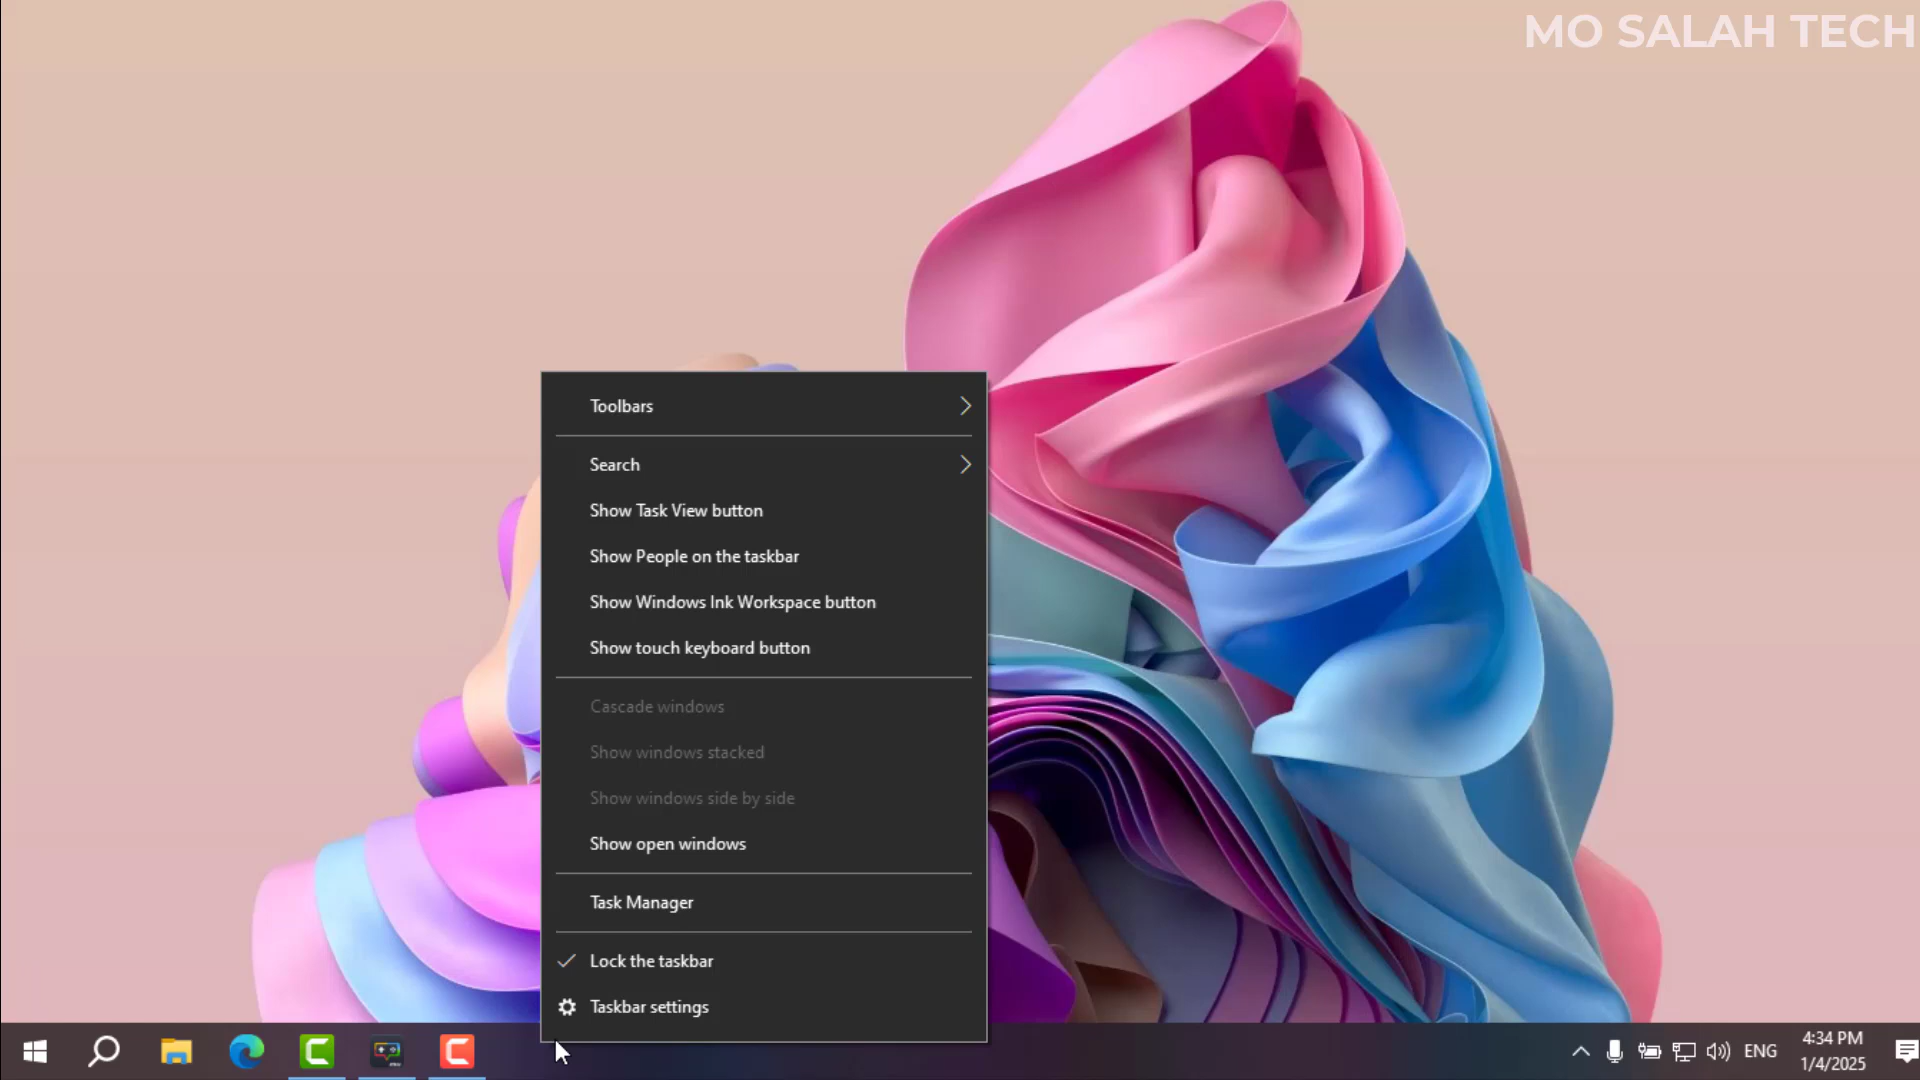 MO SALAH TECH
Toolbars
Search
Show Task View button
Show People on the taskbar
Show Windows Ink Workspace button
Show touch keyboard button
Cascade windows
Show windows stacked
Show windows side by side
Show open windows
Task Manager
Lock the taskbar
Taskbar settings
ENG
4:34 PM
1/4/2025